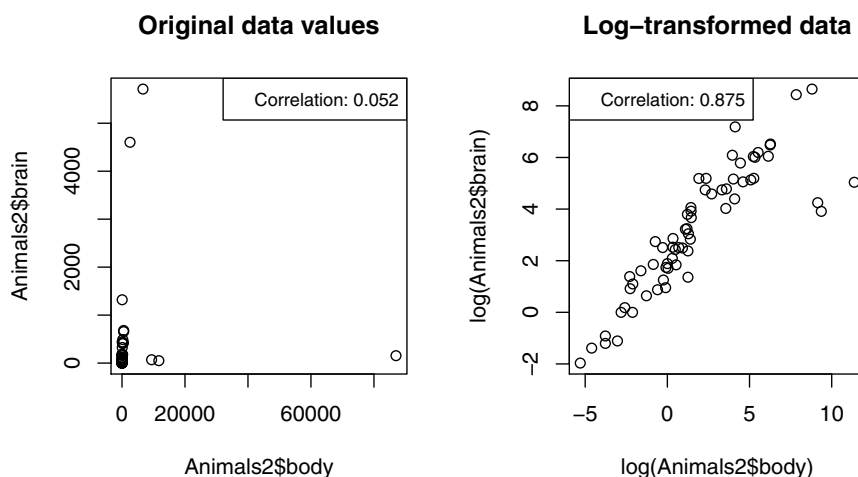 Original data values
Correlation: 0.052
Animals2$brain
0
2000
4000
0
20000
60000
Animals2$body
Log−transformed data
Correlation: 0.875
log(Animals2$brain)
−2
0
2
4
6
8
−5
0
5
10
log(Animals2$body)